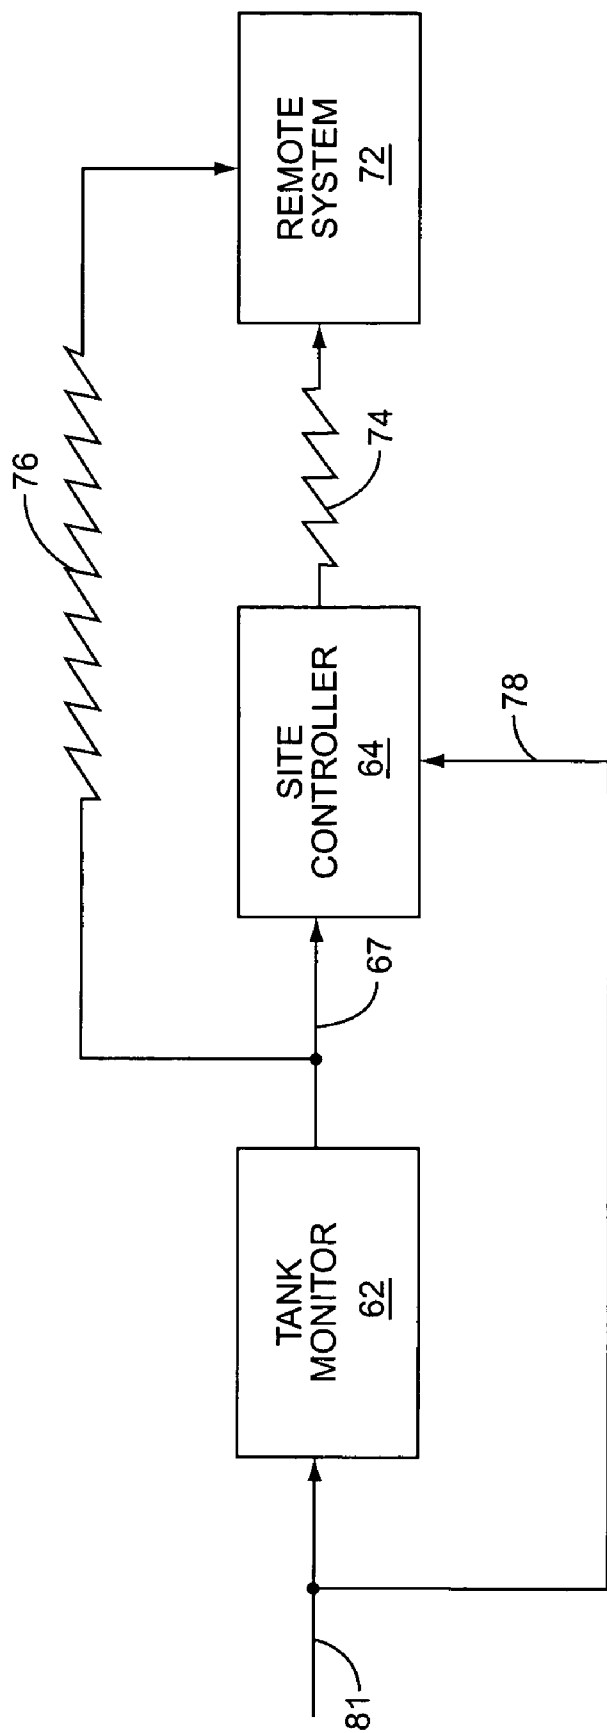 76
REMOTE
SYSTEM
72
74
SITE
CONTROLLER
64
78
67
TANK
MONITOR
62
81